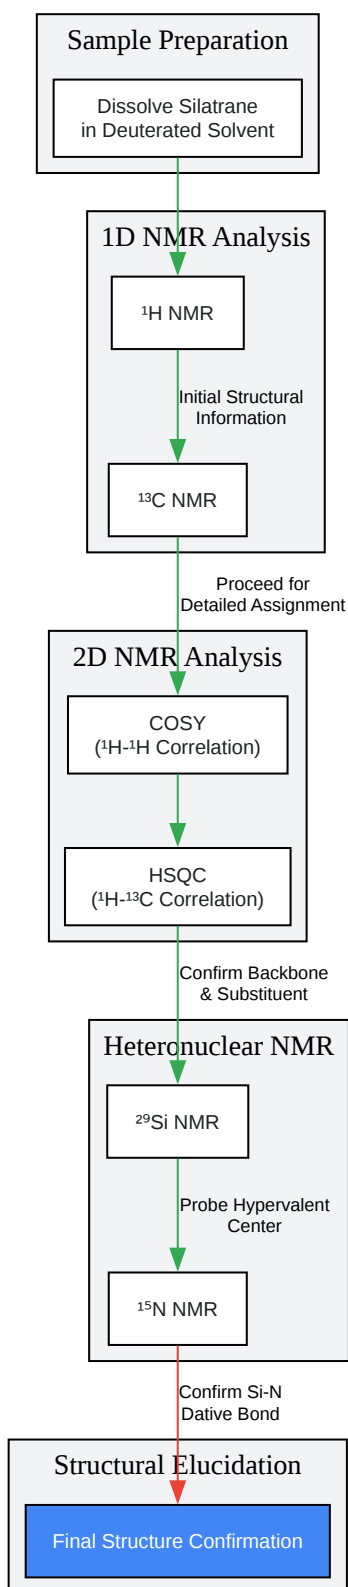 Sample Preparation
Dissolve Silatrane
in Deuterated Solvent
1D NMR Analysis
¹H NMR
Initial Structural
Information
¹³C NMR
Proceed for
Detailed Assignment
2D NMR Analysis
COSY
(¹H-¹H Correlation)
HSQC
(¹H-¹³C Correlation)
Confirm Backbone
& Substituent
Heteronuclear NMR
²⁹Si NMR
Probe Hypervalent
Center
¹⁵N NMR
Confirm Si-N
Dative Bond
Structural Elucidation
Final Structure Confirmation